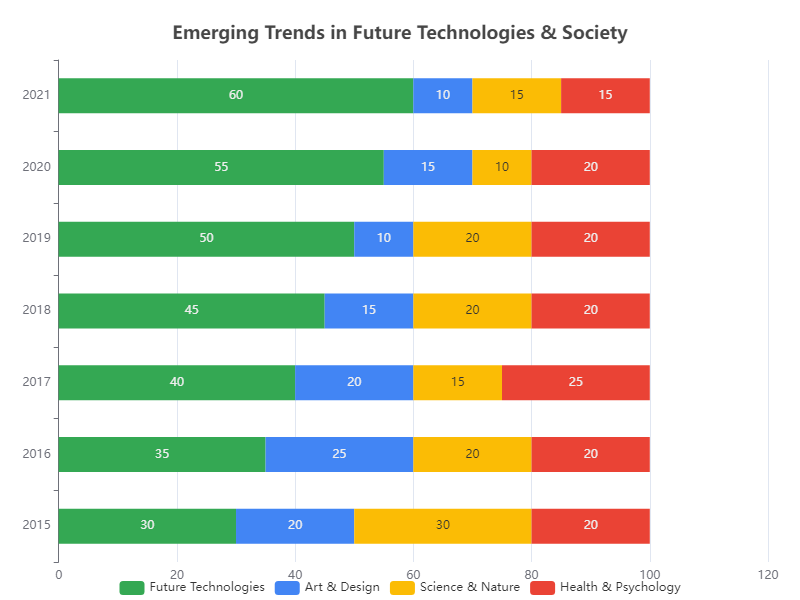 Emerging Trends in Future Technologies & Society
2021 60 10 15 15
2020 55 15 10 20
2019 50 10 20 20
2018 45 15 20 20
2017 40 20 15 25
2016 35 25 20 20
2015 30 20 30 20
0 20 40 60 80 100 120
Future Technologies Art & Design Science & Nature Health & Psychology